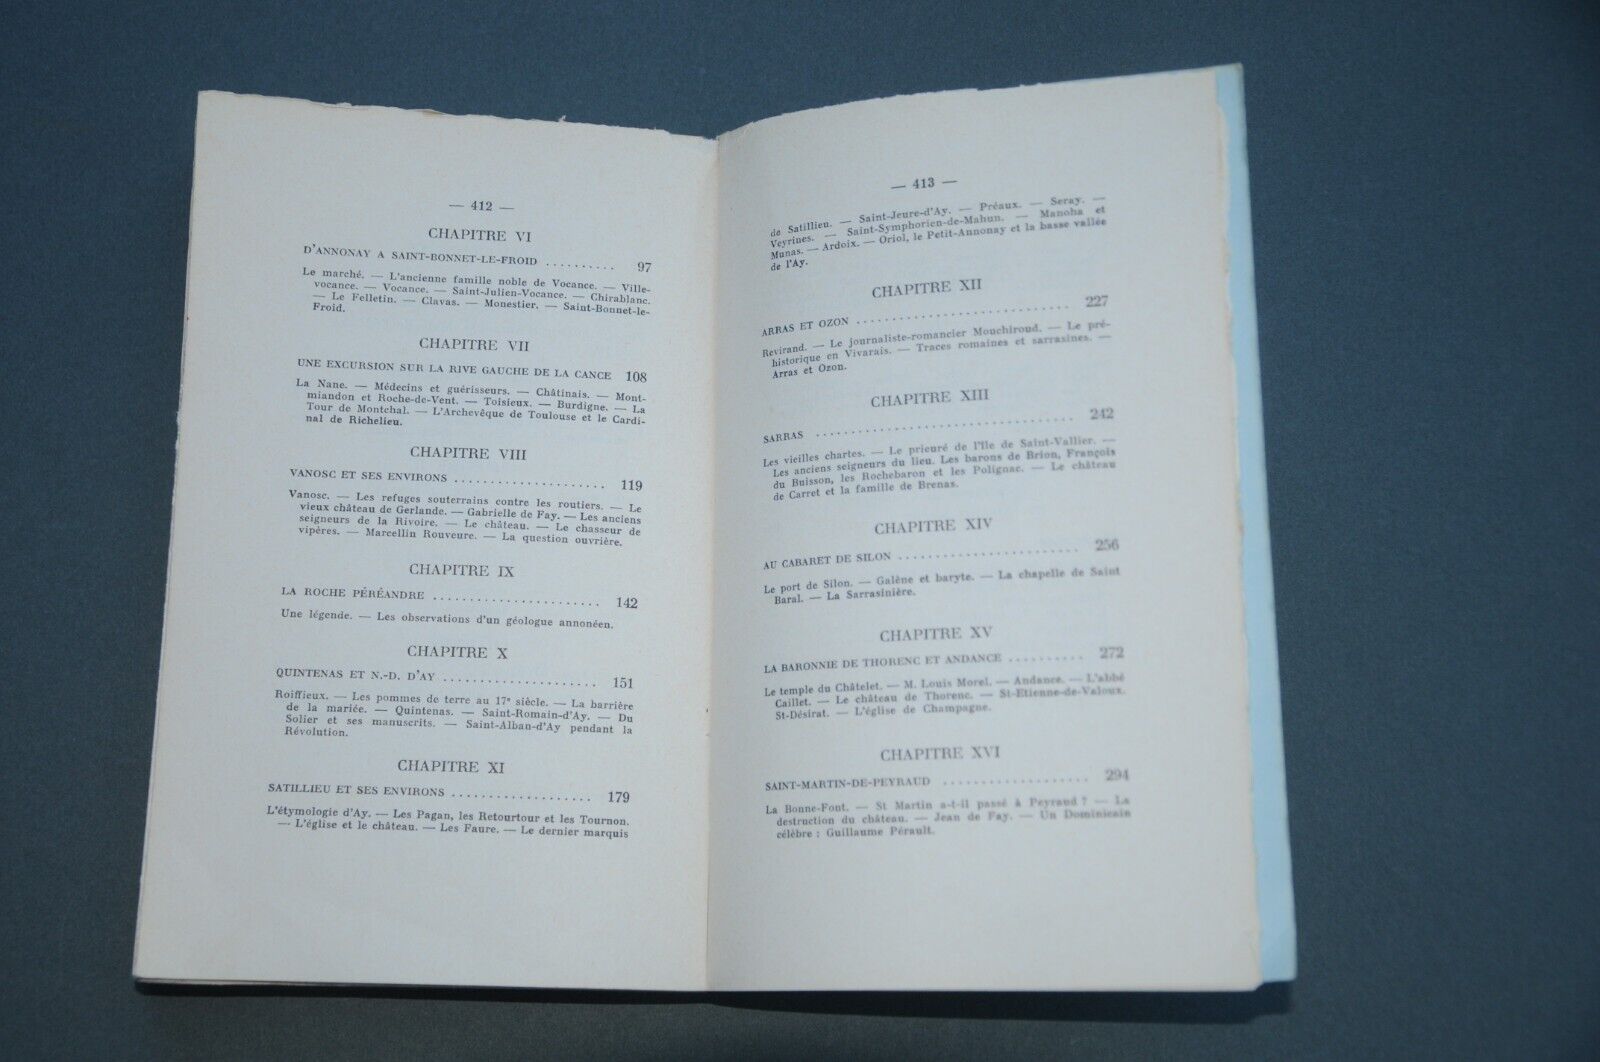 — 412 —
CHAPITRE VI
D'ANNONAY A SAINT-BONNET-LE-FROID .......... 97
Le marché. — L'ancienne famille noble de Vocance. — Ville-
vocance. — Vocance. — Saint-Julien-Vocance. — Chirablanc.
— Le Felletin. — Clavas. — Monestier. — Saint-Bonnet-le-
Froid.
CHAPITRE VII
UNE EXCURSION SUR LA RIVE GAUCHE DE LA CANCE 108
La Nane. — Médecins et guérisseurs. — Châtinais. — Mont-
miandon et Roche-de-Vent. — Toisieux. — Burdigne. — La
Tour de Montchal. — L'Archevêque de Toulouse et le Cardi-
nal de Richelieu.
CHAPITRE VIII
VANOSC ET SES ENVIRONS ..................... 119
Vanosc. — Les refuges souterrains contre les routiers. — Le
vieux château de Gerlande. — Gabrielle de Fay. — Les anciens
seigneurs de la Rivoire. — Le château. — Le chasseur de
vipères. — Marcellin Rouveure. — La question ouvrière.
CHAPITRE IX
LA ROCHE PÉRÉANDRE ....................... 142
Une légende. — Les observations d'un géologue annonéen.
CHAPITRE X
QUINTENAS ET N.-D. D'AY ..................... 151
Roiffieux. — Les pommes de terre au 17e siècle. — La barrière
de la mariée. — Quintenas. — Saint-Romain-d'Ay. — Du
Solier et ses manuscrits. — Saint-Alban-d'Ay pendant la
Révolution.
CHAPITRE XI
SATILLIEU ET SES ENVIRONS ................... 179
L'étymologie d'Ay. — Les Pagan, les Retourtour et les Tournon.
— L'église et le château. — Les Faure. — Le dernier marquis
— 413 —
de Satillieu. — Saint-Jeure-d'Ay. — Préaux. — Seray. —
Veyrines. — Saint-Symphorien-de-Mahun. — Manoha et
Munas. — Ardoix. — Oriol, le Petit-Annonay et la basse vallée
de l'Ay.
CHAPITRE XII
ARRAS ET OZON .............................. 227
Revirand. — Le journaliste-romancier Mouchiroud. — Le pré-
historique en Vivarais. — Traces romaines et sarrasines. —
Arras et Ozon.
CHAPITRE XIII
SARRAS ................................... 242
Les vieilles chartes. — Le prieuré de l'Ile de Saint-Vallier. —
Les anciens seigneurs du lieu. Les barons de Brion, François
du Buisson, les Rochebaron et les Polignac. — Le château
de Carret et la famille de Brenas.
CHAPITRE XIV
AU CABARET DE SILON ........................ 256
Le port de Silon. — Galène et baryte. — La chapelle de Saint
Baral. — La Sarrasinière.
CHAPITRE XV
LA BARONNIE DE THORENC ET ANDANCE .......... 272
Le temple du Châtelet. — M. Louis Morel. — Andance. — L'abbé
Caillet. — Le château de Thorenc. — St-Etienne-de-Valoux.
St-Désirat. — L'église de Champagne.
CHAPITRE XVI
SAINT-MARTIN-DE-PEYRAUD .................... 294
La Bonne-Font. — St Martin a-t-il passé à Peyraud ? — La
destruction du château. — Jean de Fay. — Un Dominicain
célèbre : Guillaume Pérault.